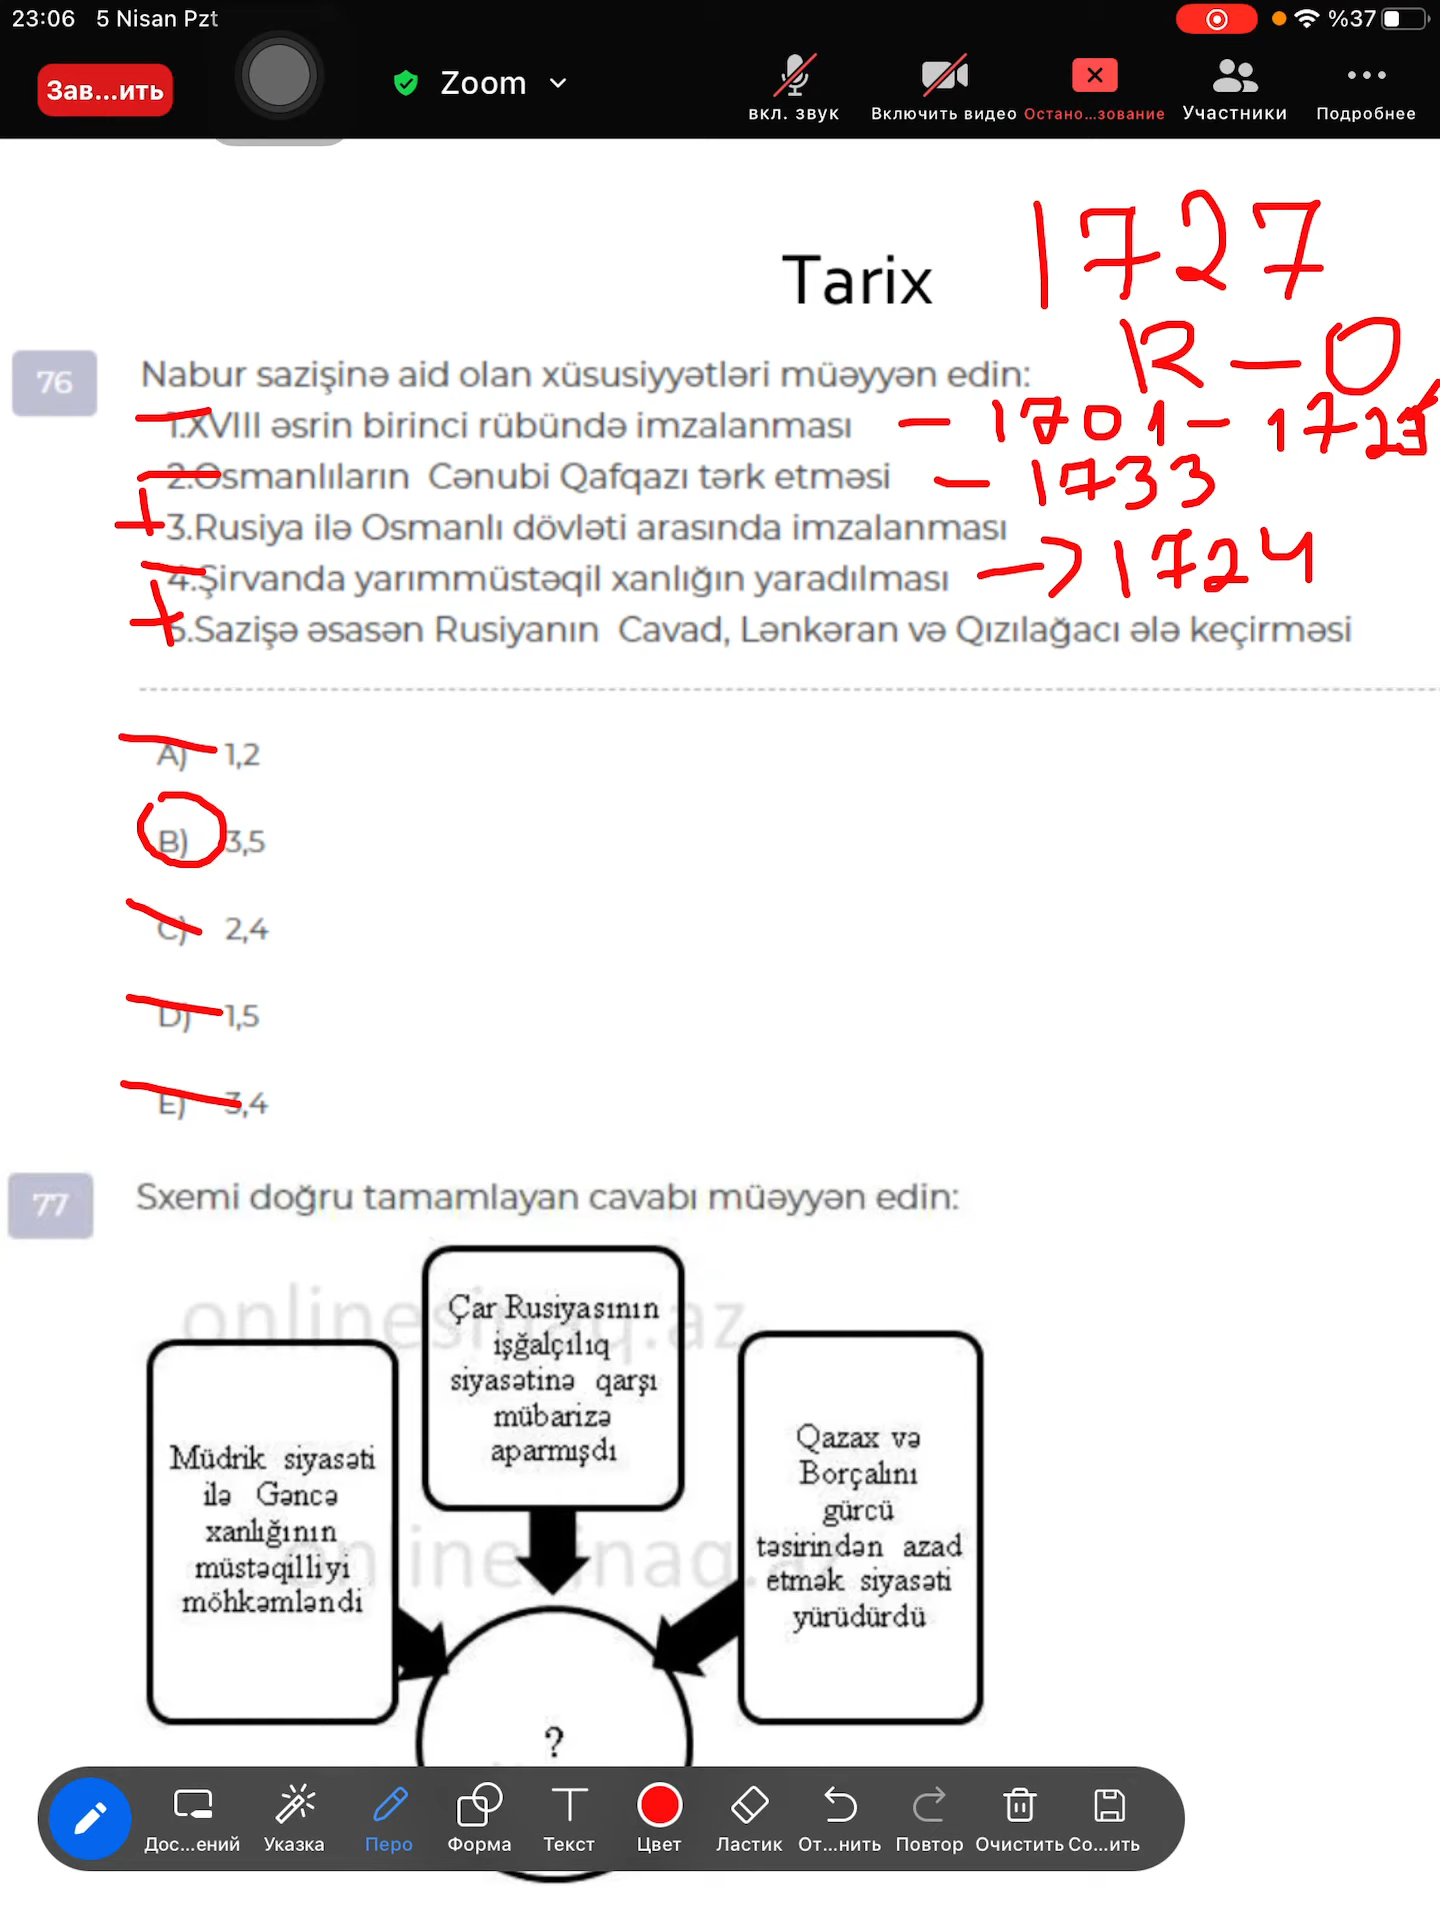 23:06 5 Nisan Pzt %37
Зав...ить Zoom вкл. звук Включить видео Остано...зование Участники Подробнее
Tarix 1727
R-O
76 Nabur sazişinə aid olan xüsusiyyətləri müəyyən edin:
1.XVIII əsrin birinci rübündə imzalanması - 1701-1725
2.Osmanlıların Cənubi Qafqazı tərk etməsi - 1733
3.Rusiya ilə Osmanlı dövləti arasında imzalanması
4.Şirvanda yarımmüstəqil xanlığın yaradılması → 1724
5.Sazişə əsasən Rusiyanın Cavad, Lənkəran və Qızılağacı ələ keçirməsi
A) 1,2
B) 3,5
C) 2,4
D) 1,5
E) 3,4
77 Sxemi doğru tamamlayan cavabı müəyyən edin:
onlinesinaq.az
Çar Rusiyasının
işğalçılıq
siyasətinə qarşı
mübarizə
aparmışdı
Müdrik siyasəti
ilə Gəncə
xanlığının
müstəqilliyi
möhkəmləndi
Qazax və
Borçalını
gürcü
təsirindən azad
etmək siyasəti
yürüdürdü
onlinesinaq.az
?
Дос...ений Указка Перо Форма Текст Цвет Ластик От...нить Повтор Очистить Со...ить